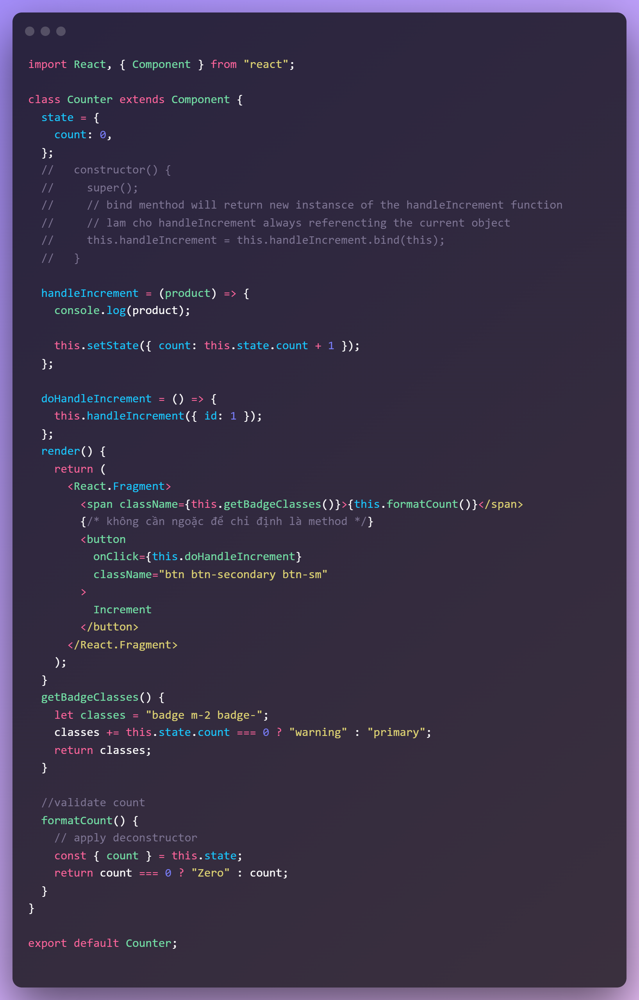 import React, { Component } from "react";

class Counter extends Component {
  state = {
    count: 0,
  };
  //   constructor() {
  //     super();
  //     // bind menthod will return new instansce of the handleIncrement function
  //     // lam cho handleIncrement always referencting the current object
  //     this.handleIncrement = this.handleIncrement.bind(this);
  //   }

  handleIncrement = (product) => {
    console.log(product);

    this.setState({ count: this.state.count + 1 });
  };

  doHandleIncrement = () => {
    this.handleIncrement({ id: 1 });
  };
  render() {
    return (
      <React.Fragment>
        <span className={this.getBadgeClasses()}>{this.formatCount()}</span>
        {/* không cần ngoặc để chỉ định là method */}
        <button
          onClick={this.doHandleIncrement}
          className="btn btn-secondary btn-sm"
        >
          Increment
        </button>
      </React.Fragment>
    );
  }
  getBadgeClasses() {
    let classes = "badge m-2 badge-";
    classes += this.state.count === 0 ? "warning" : "primary";
    return classes;
  }

  //validate count
  formatCount() {
    // apply deconstructor
    const { count } = this.state;
    return count === 0 ? "Zero" : count;
  }
}

export default Counter;